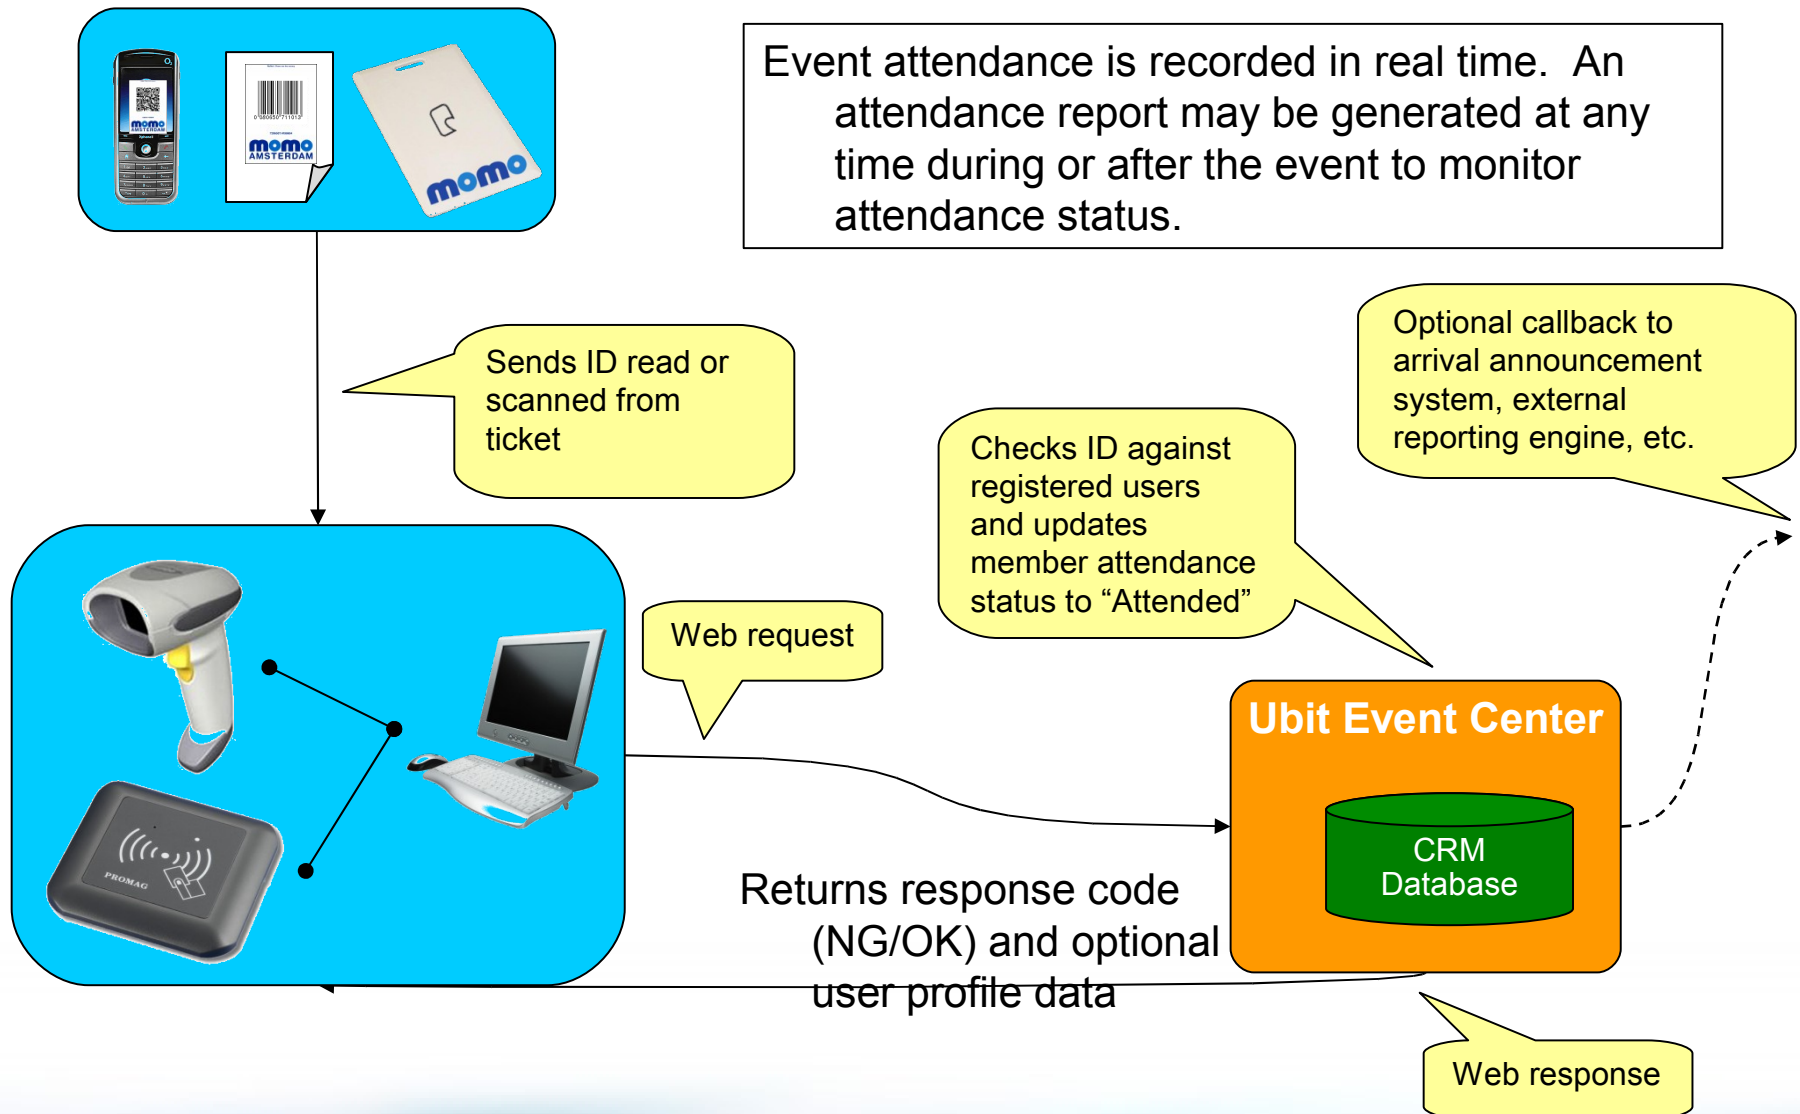 O2
momo
AMSTERDAM
momo
AMSTERDAM
momo
Event attendance is recorded in real time.  An
attendance report may be generated at any
time during or after the event to monitor
attendance status.
Sends ID read or
scanned from
ticket
Optional callback to
arrival announcement
system, external
reporting engine, etc.
Checks ID against
registered users
and updates
member attendance
status to “Attended”
Web request
PROMAG
Ubit Event Center
CRM
Database
Returns response code
(NG/OK) and optional
user profile data
Web response